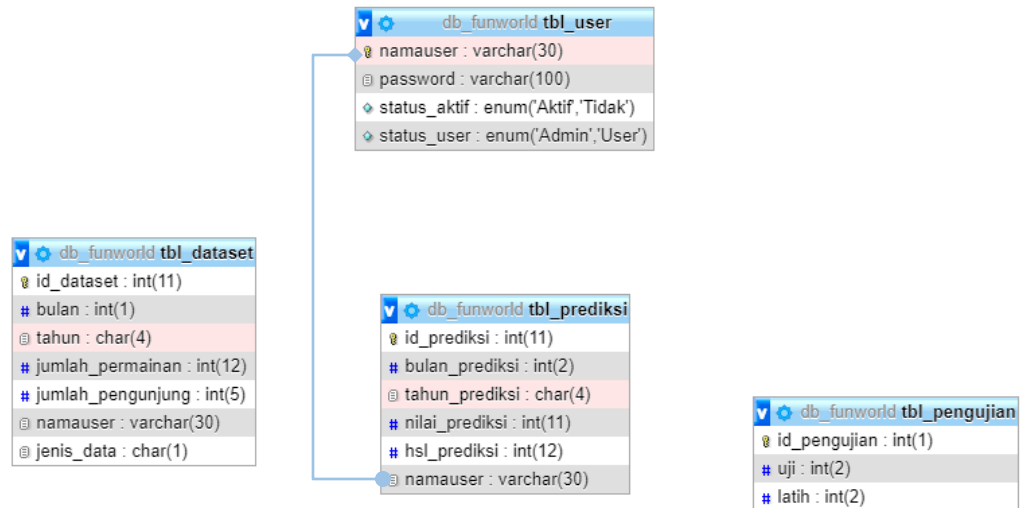 db_funworld tbl_user
namauser : varchar(30)
password : varchar(100)
status_aktif : enum('Aktif','Tidak')
status_user : enum('Admin','User')
v db_funworld tbl_dataset
id_dataset : int(11)
# bulan : int(1)
tahun : char(4)
# jumlah_permainan : int(12)
# jumlah_pengunjung : int(5)
namauser : varchar(30)
jenis_data : char(1)
v db_funworld tbl_prediksi
id_prediksi : int(11)
# bulan_prediksi : int(2)
tahun_prediksi : char(4)
# nilai_prediksi : int(11)
# hsl_prediksi : int(12)
namauser : varchar(30)
v db_funworld tbl_pengujian
id_pengujian : int(1)
# uji : int(2)
# latih : int(2)